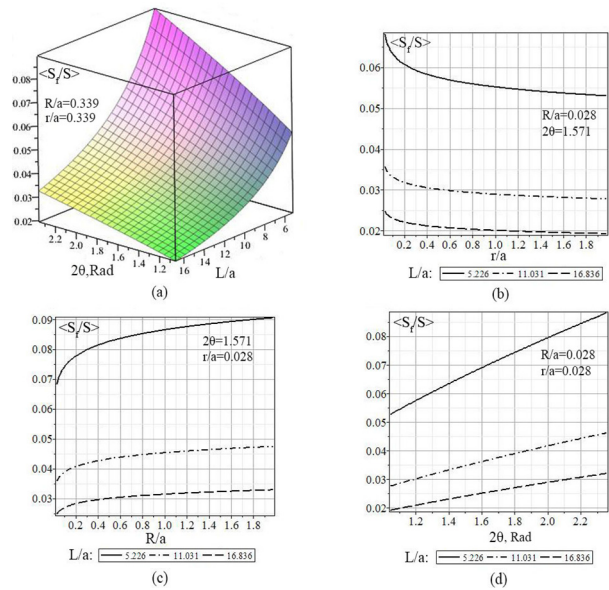 <S_f/S>
R/a=0.339
r/a=0.339
0.08
0.07
0.06
0.05
0.04
0.03
0.02
2.2 2.0 1.8 1.6 1.4 1.2
16 14 12 10 8 6
2θ,Rad
L/a
(a)
<S_f/S>
R/a=0.028
2θ=1.571
0.06
0.05
0.04
0.03
0.02
0.2 0.4 0.6 0.8 1.0 1.2 1.4 1.6 1.8
r/a
L/a: 5.226 11.031 16.836
(b)
<S_f/S>
2θ=1.571
r/a=0.028
0.09
0.08
0.07
0.06
0.05
0.04
0.03
0.2 0.4 0.6 0.8 1.0 1.2 1.4 1.6 1.8
R/a
L/a: 5.226 11.031 16.836
(c)
<S_f/S>
R/a=0.028
r/a=0.028
0.08
0.07
0.06
0.05
0.04
0.03
0.02
1.2 1.4 1.6 1.8 2.0 2.2
2θ, Rad
L/a: 5.226 11.031 16.836
(d)